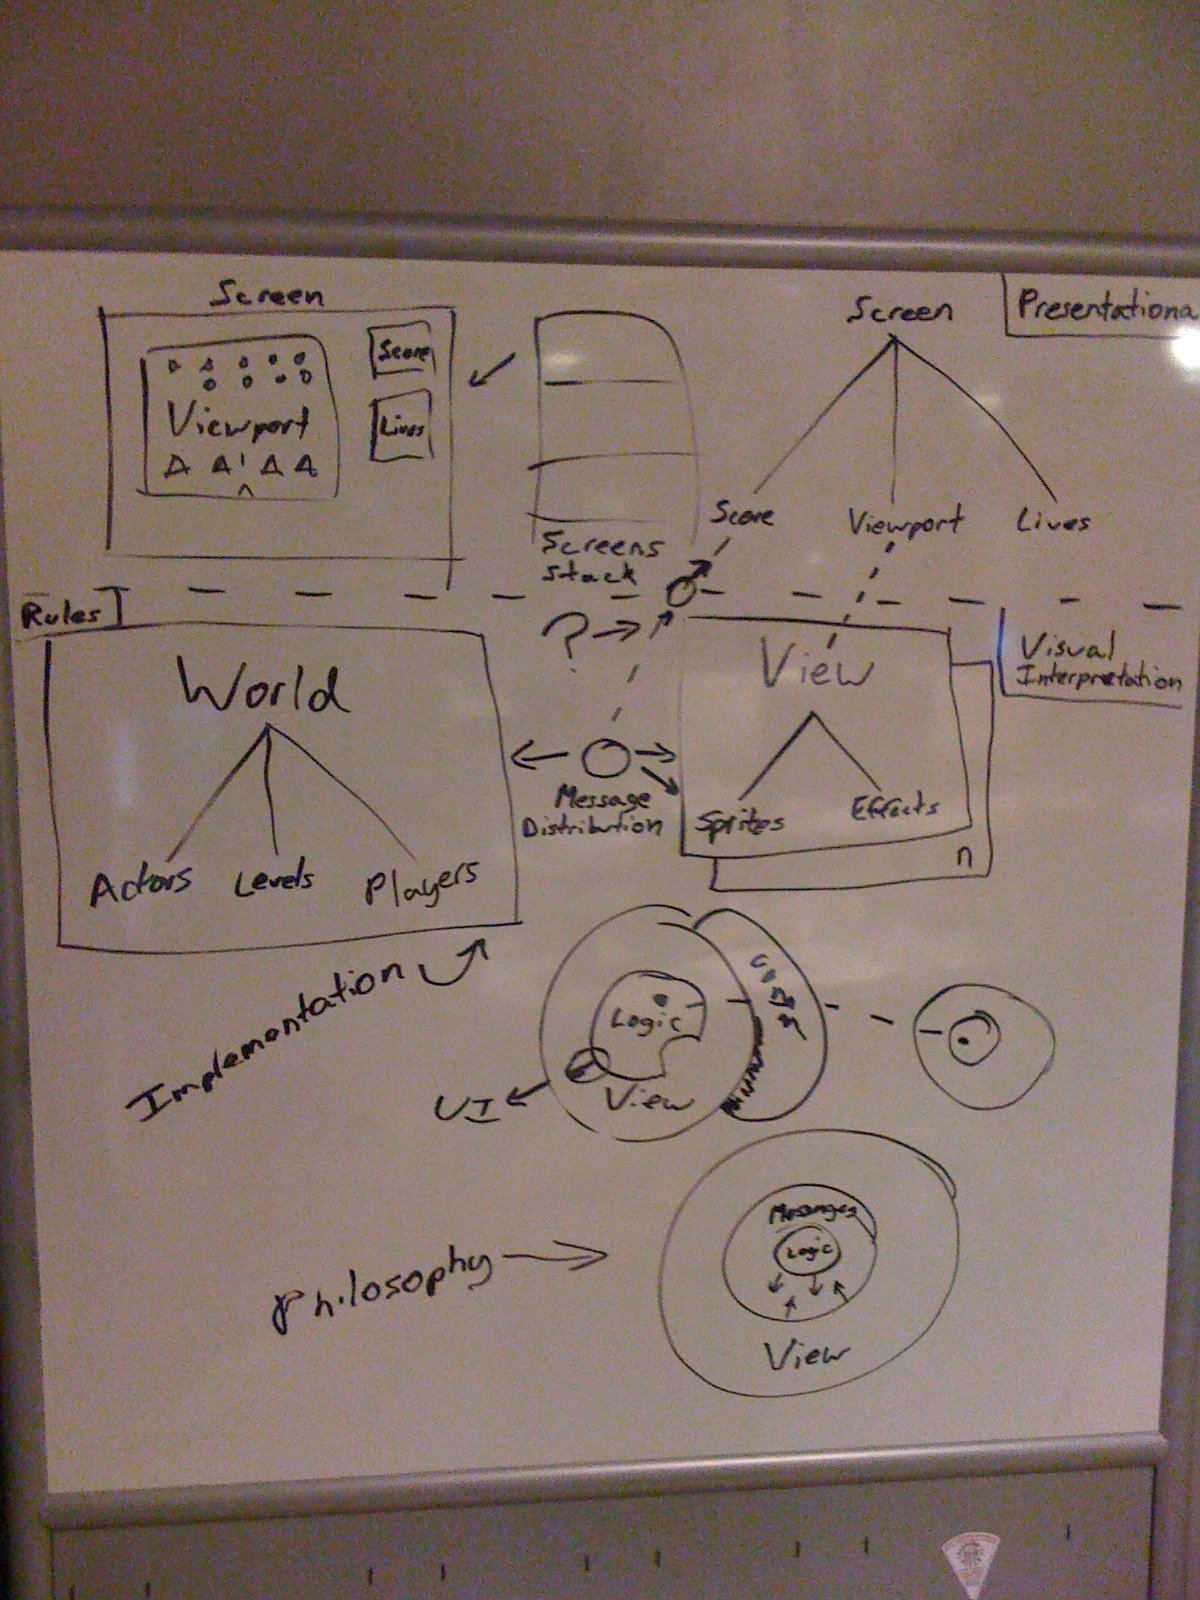 Screen
Score
Viewport
Lives
Screens
Stack
Screen
Presentationa
Score
Viewport
Lives
Rules
?
World
Actors
Levels
Players
Message
Distribution
View
Sprites
Effects
n
Visual
Interpretation
Implementation
Logic
View
UI
Philosophy
Messages
Logic
View